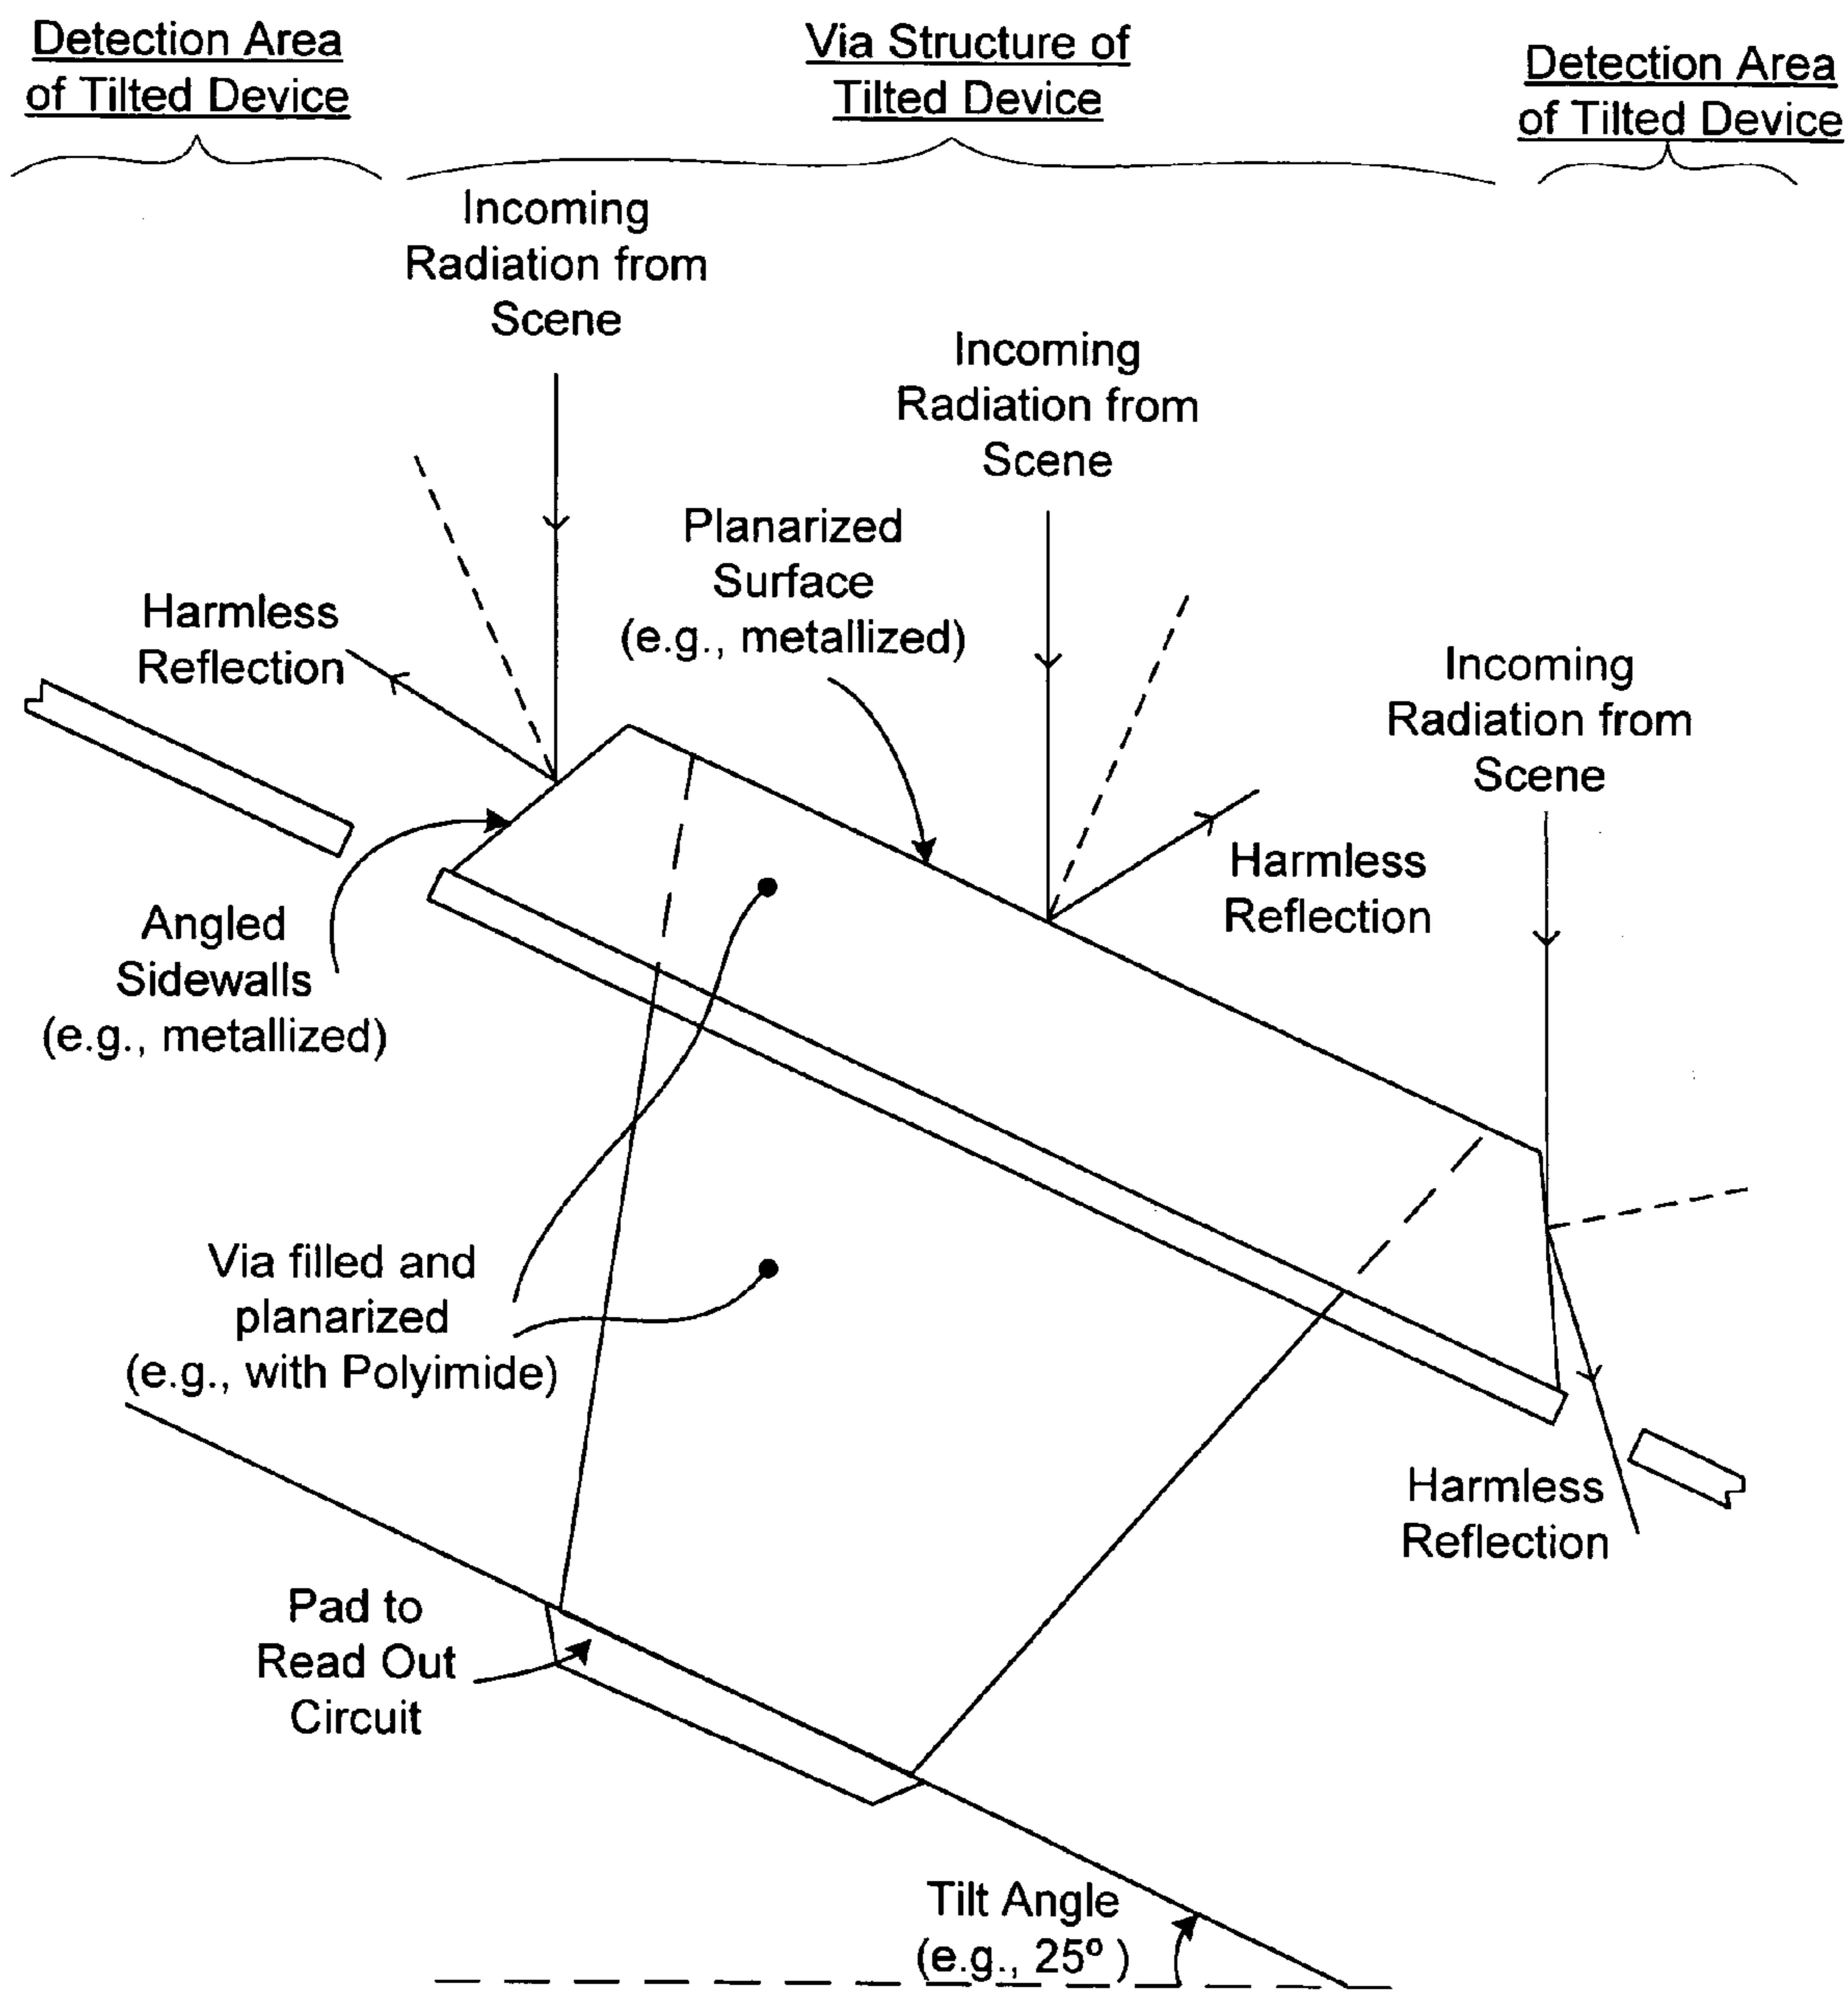 Detection Area
of Tilted Device
Via Structure of
Tilted Device
Detection Area
of Tilted Device
Incoming
Radiation from
Scene
Incoming
Radiation from
Scene
Planarized
Surface
(e.g., metallized)
Harmless
Reflection
Incoming
Radiation from
Scene
Harmless
Reflection
Angled
Sidewalls
(e.g., metallized)
Via filled and
planarized
(e.g., with Polyimide)
Harmless
Reflection
Pad to
Read Out
Circuit
Tilt Angle
(e.g., 25º )